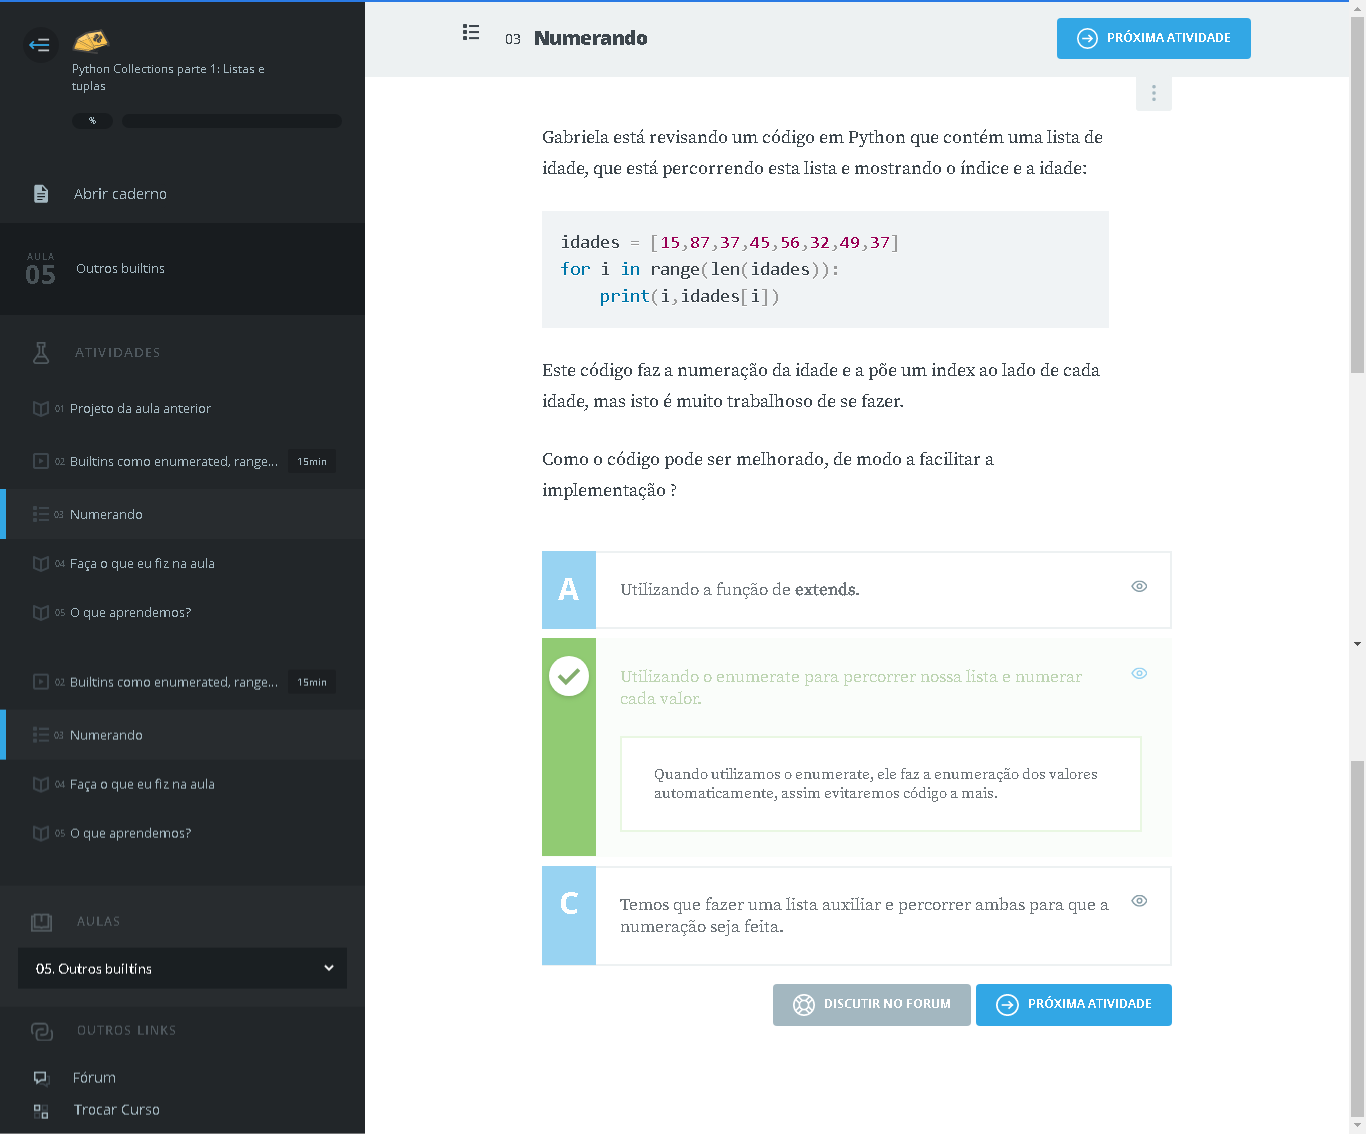 Python Collections parte 1: Listas e
tuplas
%
Abrir caderno
AULA
05
Outros builtins
ATIVIDADES
01 Projeto da aula anterior
02 Builtins como enumerated, range... 15min
03 Numerando
04 Faça o que eu fiz na aula
05 O que aprendemos?
02 Builtins como enumerated, range... 15min
03 Numerando
04 Faça o que eu fiz na aula
05 O que aprendemos?
AULAS
05. Outros builtins
OUTROS LINKS
Fórum
Trocar Curso
03 Numerando
PRÓXIMA ATIVIDADE
Gabriela está revisando um código em Python que contém uma lista de
idade, que está percorrendo esta lista e mostrando o índice e a idade:
idades = [15,87,37,45,56,32,49,37]
for i in range(len(idades)):
    print(i,idades[i])
Este código faz a numeração da idade e a põe um index ao lado de cada
idade, mas isto é muito trabalhoso de se fazer.
Como o código pode ser melhorado, de modo a facilitar a
implementação ?
A
Utilizando a função de extends.
Utilizando o enumerate para percorrer nossa lista e numerar
cada valor.
Quando utilizamos o enumerate, ele faz a enumeração dos valores
automaticamente, assim evitaremos código a mais.
C
Temos que fazer uma lista auxiliar e percorrer ambas para que a
numeração seja feita.
DISCUTIR NO FORUM
PRÓXIMA ATIVIDADE